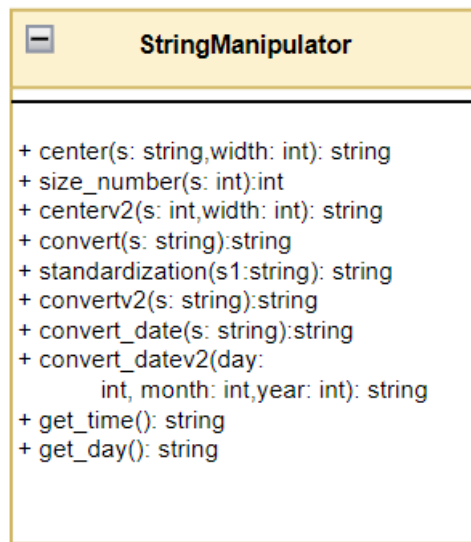 StringManipulator
+ center(s: string,width: int): string
+ size_number(s: int):int
+ centerv2(s: int,width: int): string
+ convert(s: string):string
+ standardization(s1:string): string
+ convertv2(s: string):string
+ convert_date(s: string):string
+ convert_datev2(day:
int, month: int,year: int): string
+ get_time(): string
+ get_day(): string